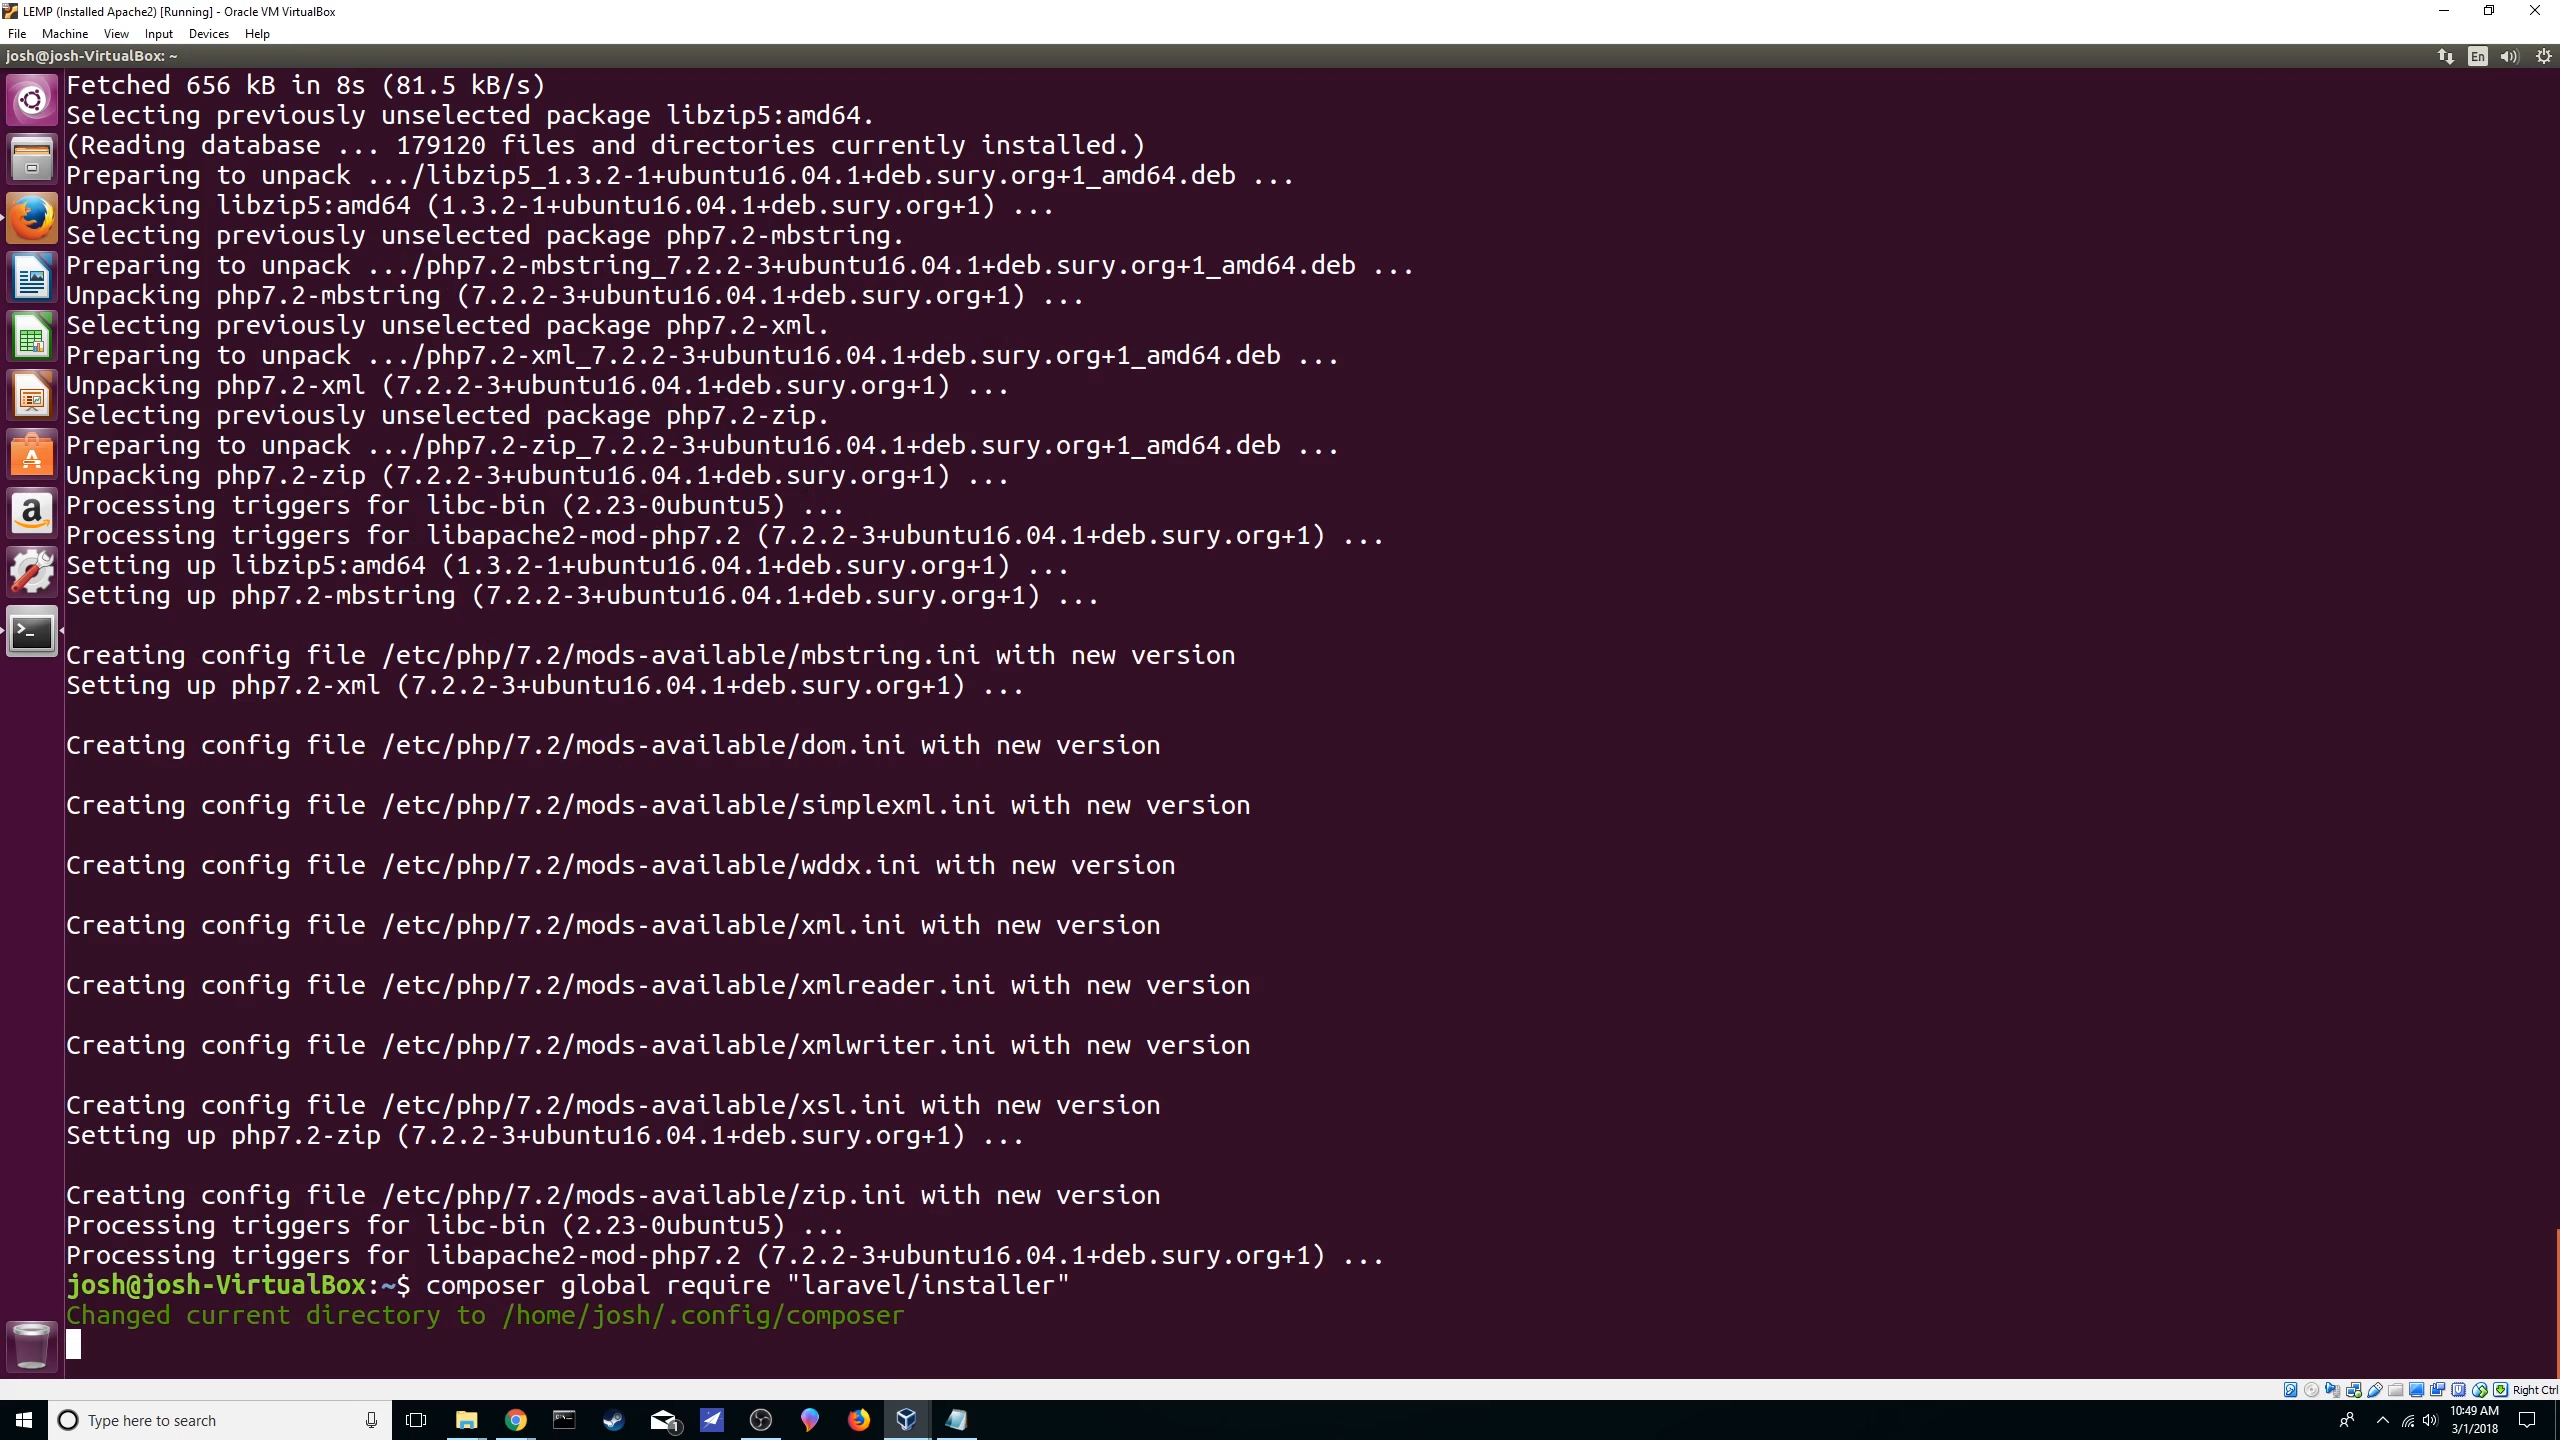 LEMP (Installed Apache2) [Running] - Oracle VM VirtualBox
File Machine View Input Devices Help
josh@josh-VirtualBox: ~
En
Fetched 656 kB in 8s (81.5 kB/s)
Selecting previously unselected package libzip5:amd64.
(Reading database ... 179120 files and directories currently installed.)
Preparing to unpack .../libzip5_1.3.2-1+ubuntu16.04.1+deb.sury.org+1_amd64.deb ...
Unpacking libzip5:amd64 (1.3.2-1+ubuntu16.04.1+deb.sury.org+1) ...
Selecting previously unselected package php7.2-mbstring.
Preparing to unpack .../php7.2-mbstring_7.2.2-3+ubuntu16.04.1+deb.sury.org+1_amd64.deb ...
Unpacking php7.2-mbstring (7.2.2-3+ubuntu16.04.1+deb.sury.org+1) ...
Selecting previously unselected package php7.2-xml.
Preparing to unpack .../php7.2-xml_7.2.2-3+ubuntu16.04.1+deb.sury.org+1_amd64.deb ...
Unpacking php7.2-xml (7.2.2-3+ubuntu16.04.1+deb.sury.org+1) ...
Selecting previously unselected package php7.2-zip.
Preparing to unpack .../php7.2-zip_7.2.2-3+ubuntu16.04.1+deb.sury.org+1_amd64.deb ...
Unpacking php7.2-zip (7.2.2-3+ubuntu16.04.1+deb.sury.org+1) ...
Processing triggers for libc-bin (2.23-0ubuntu5) ...
Processing triggers for libapache2-mod-php7.2 (7.2.2-3+ubuntu16.04.1+deb.sury.org+1) ...
Setting up libzip5:amd64 (1.3.2-1+ubuntu16.04.1+deb.sury.org+1) ...
Setting up php7.2-mbstring (7.2.2-3+ubuntu16.04.1+deb.sury.org+1) ...
Creating config file /etc/php/7.2/mods-available/mbstring.ini with new version
Setting up php7.2-xml (7.2.2-3+ubuntu16.04.1+deb.sury.org+1) ...
Creating config file /etc/php/7.2/mods-available/dom.ini with new version
Creating config file /etc/php/7.2/mods-available/simplexml.ini with new version
Creating config file /etc/php/7.2/mods-available/wddx.ini with new version
Creating config file /etc/php/7.2/mods-available/xml.ini with new version
Creating config file /etc/php/7.2/mods-available/xmlreader.ini with new version
Creating config file /etc/php/7.2/mods-available/xmlwriter.ini with new version
Creating config file /etc/php/7.2/mods-available/xsl.ini with new version
Setting up php7.2-zip (7.2.2-3+ubuntu16.04.1+deb.sury.org+1) ...
Creating config file /etc/php/7.2/mods-available/zip.ini with new version
Processing triggers for libc-bin (2.23-0ubuntu5) ...
Processing triggers for libapache2-mod-php7.2 (7.2.2-3+ubuntu16.04.1+deb.sury.org+1) ...
josh@josh-VirtualBox:~$ composer global require "laravel/installer"
Changed current directory to /home/josh/.config/composer
Right Ctrl
Type here to search
1
10:49 AM
3/1/2018